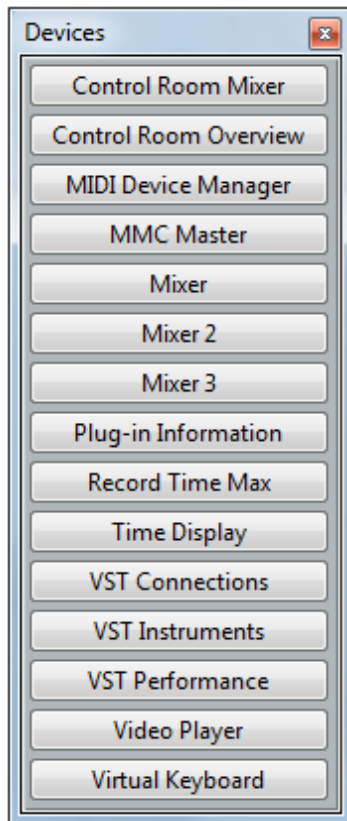 Devices
Control Room Mixer
Control Room Overview
MIDI Device Manager
MMC Master
Mixer
Mixer 2
Mixer 3
Plug-in Information
Record Time Max
Time Display
VST Connections
VST Instruments
VST Performance
Video Player
Virtual Keyboard